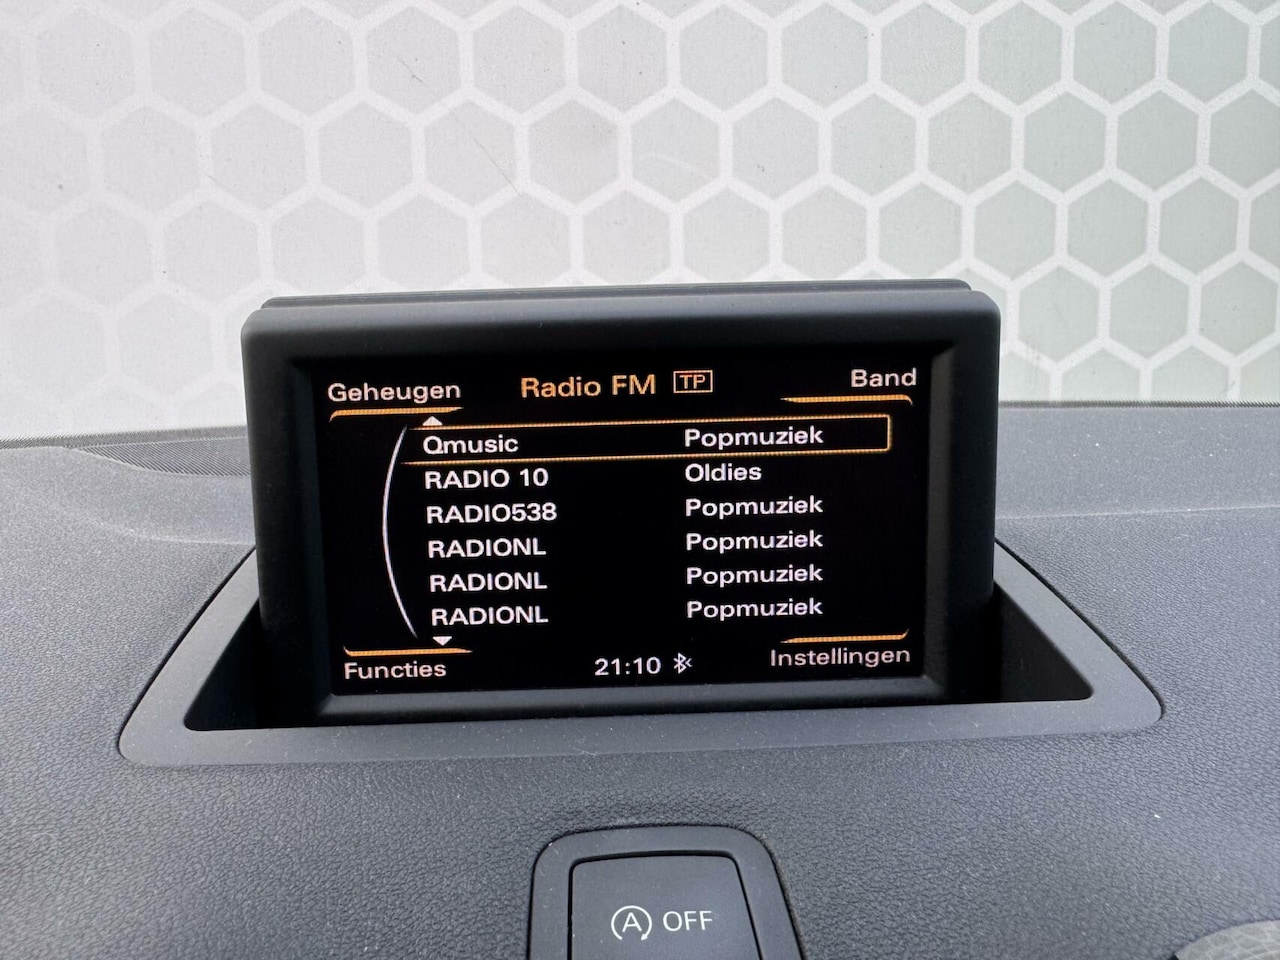 Geheugen Radio FM TP Band
Qmusic Popmuziek
RADIO 10 Oldies
RADIO538 Popmuziek
RADIONL Popmuziek
RADIONL Popmuziek
RADIONL Popmuziek
Functies 21:10 Instellingen
A OFF